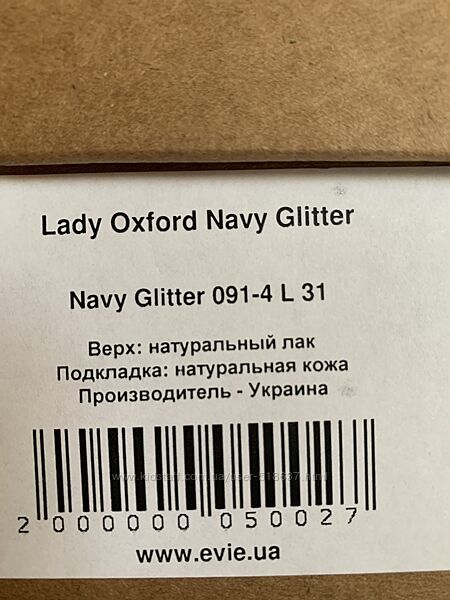 Lady Oxford Navy Glitter
Navy Glitter 091-4 L 31
Верх: натуральный лак
Подкладка: натуральная кожа
Производитель - Украина
2 000000 050027
www.evie.ua